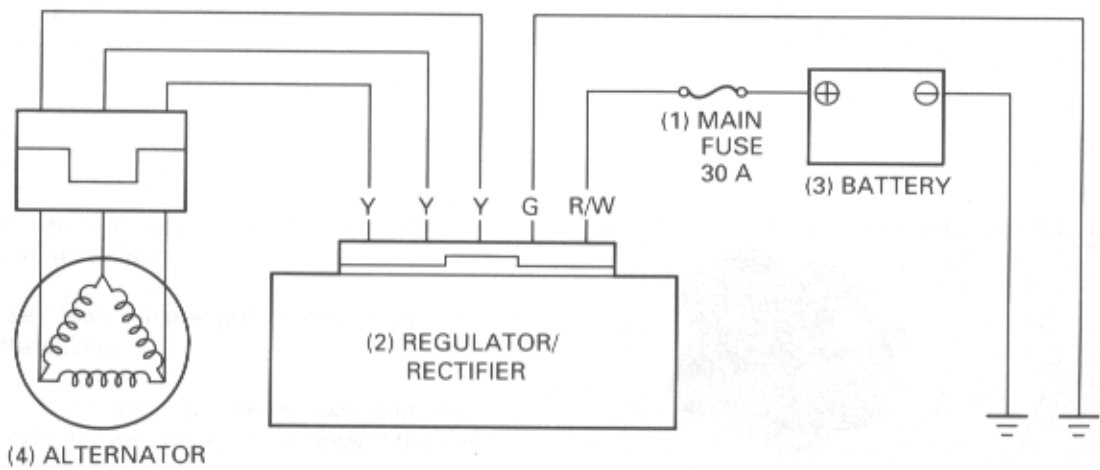 (1) MAIN
FUSE
30 A
(3) BATTERY
Y Y Y G R/W
(2) REGULATOR/
RECTIFIER
(4) ALTERNATOR